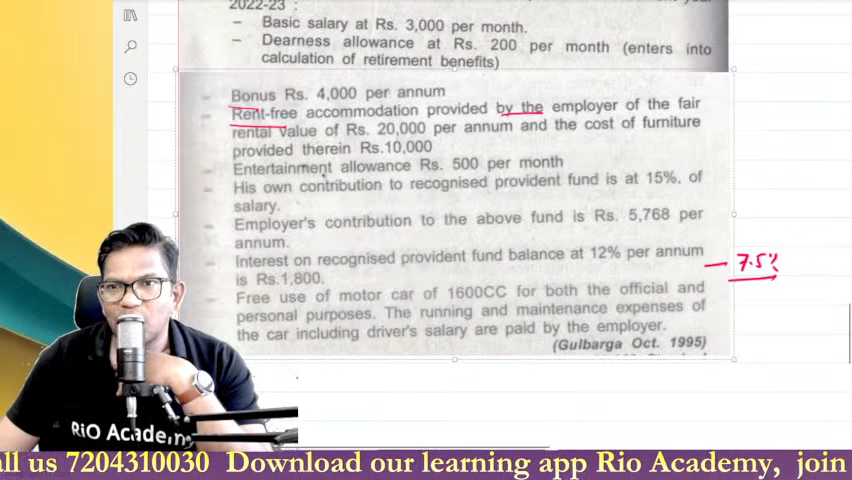 2022-23 :
– Basic salary at Rs. 3,000 per month.
– Dearness allowance at Rs. 200 per month (enters into
calculation of retirement benefits)
– Bonus Rs. 4,000 per annum
– Rent-free accommodation provided by the employer of the fair
rental value of Rs. 20,000 per annum and the cost of furniture
provided therein Rs.10,000
– Entertainment allowance Rs. 500 per month
– His own contribution to recognised provident fund is at 15%. of
salary.
– Employer's contribution to the above fund is Rs. 5,768 per
annum.
– Interest on recognised provident fund balance at 12% per annum
is Rs.1,800.
— 7.5%
– Free use of motor car of 1600CC for both the official and
personal purposes. The running and maintenance expenses of
the car including driver's salary are paid by the employer.
(Gulbarga Oct. 1995)
RiO Academy
all us 7204310030 Download our learning app Rio Academy, join